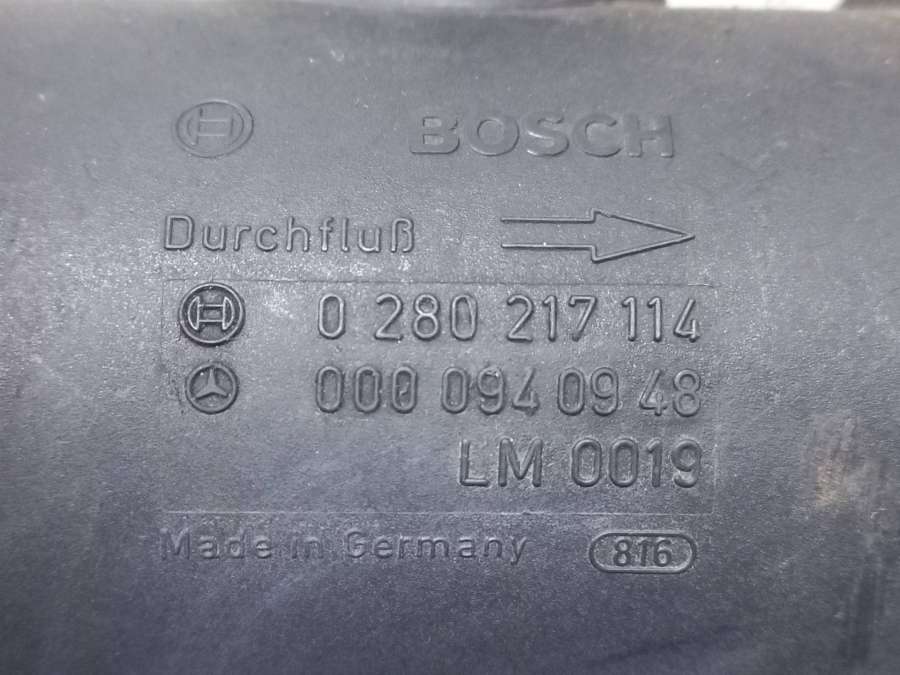 BOSCH
Durchfluß
0 280 217 114
000 094 09 48
LM 0019
Made in Germany 816